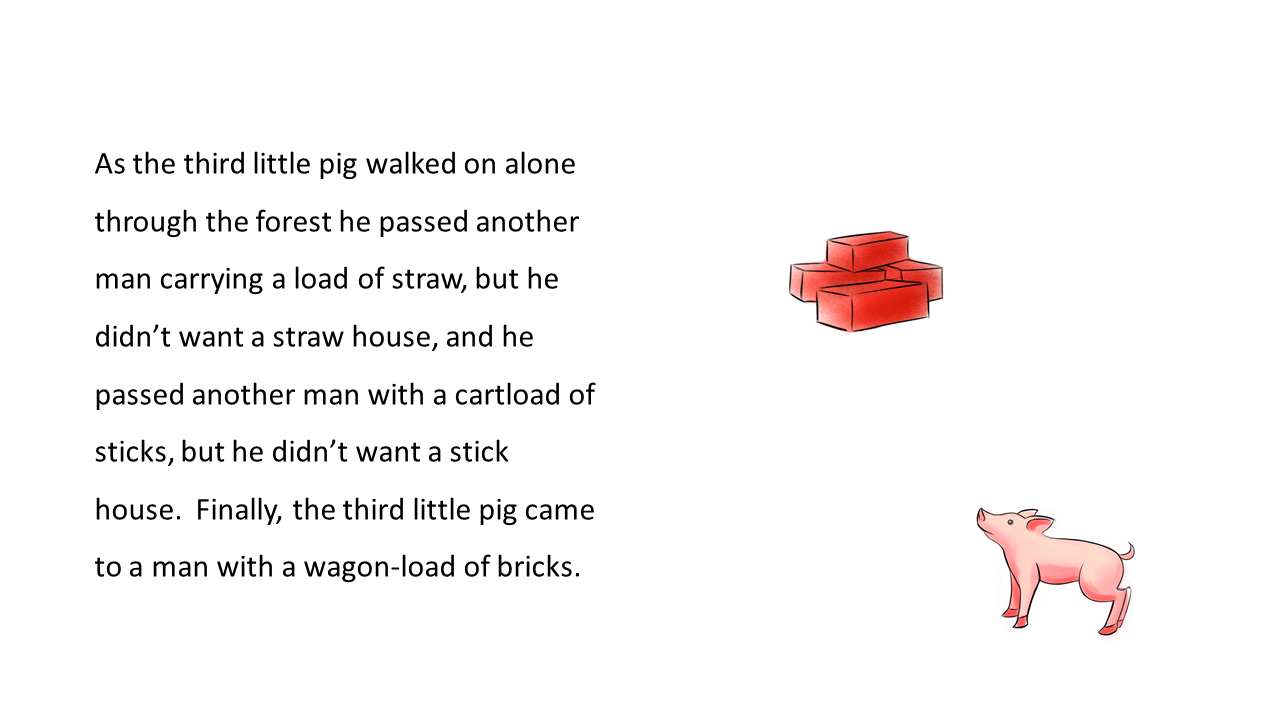 As the third little pig walked on alone
through the forest he passed another
man carrying a load of straw, but he
didn’t want a straw house, and he
passed another man with a cartload of
sticks, but he didn’t want a stick
house.  Finally, the third little pig came
to a man with a wagon-load of bricks.